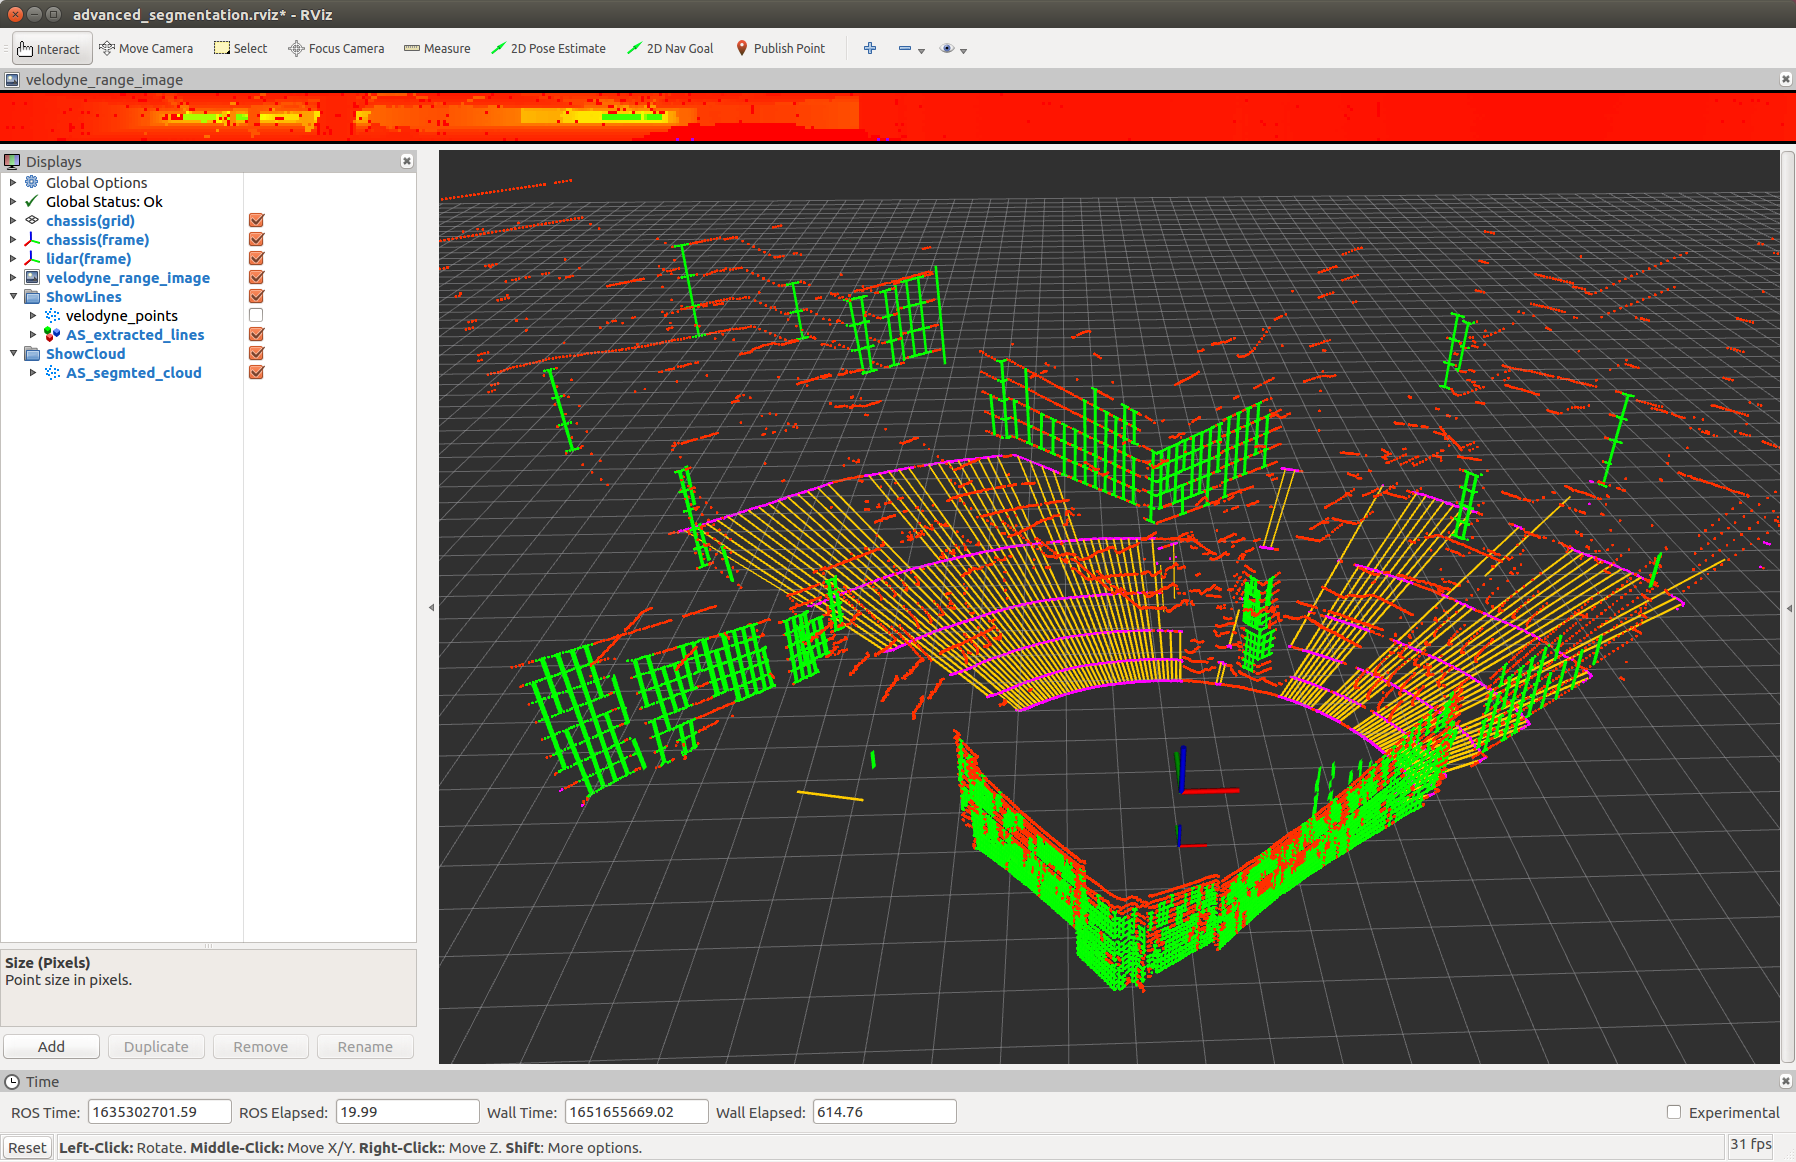 advanced_segmentation.rviz* - RViz
Interact Move Camera Select Focus Camera Measure 2D Pose Estimate 2D Nav Goal Publish Point
velodyne_range_image
Displays
Global Options
Global Status: Ok
chassis(grid)
chassis(frame)
lidar(frame)
velodyne_range_image
ShowLines
velodyne_points
AS_extracted_lines
ShowCloud
AS_segmted_cloud
Size (Pixels)
Point size in pixels.
Add Duplicate Remove Rename
Time
ROS Time: 1635302701.59 ROS Elapsed: 19.99 Wall Time: 1651655669.02 Wall Elapsed: 614.76 Experimental
Reset Left-Click: Rotate. Middle-Click: Move X/Y. Right-Click:: Move Z. Shift: More options. 31 fps